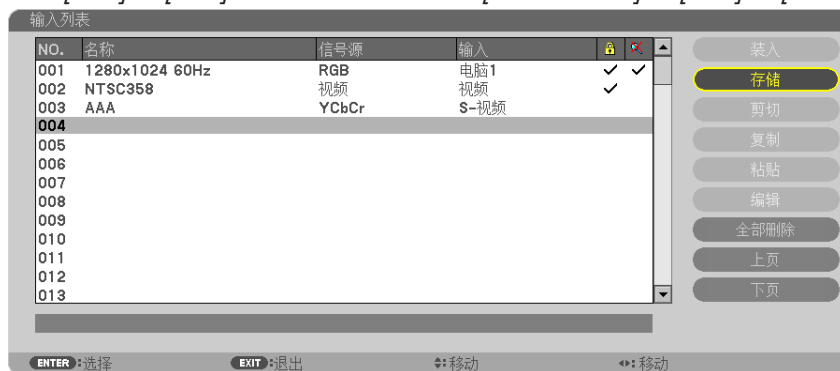 输入列表
NO. 名称 信号源 输入
001 1280x1024 60Hz RGB 电脑1
002 NTSC358 视频 视频
003 AAA YCbCr S-视频
004
005
006
007
008
009
010
011
012
013
装入
存储
剪切
复制
粘贴
编辑
全部删除
上页
下页
ENTER:选择 EXIT:退出 :移动 :移动